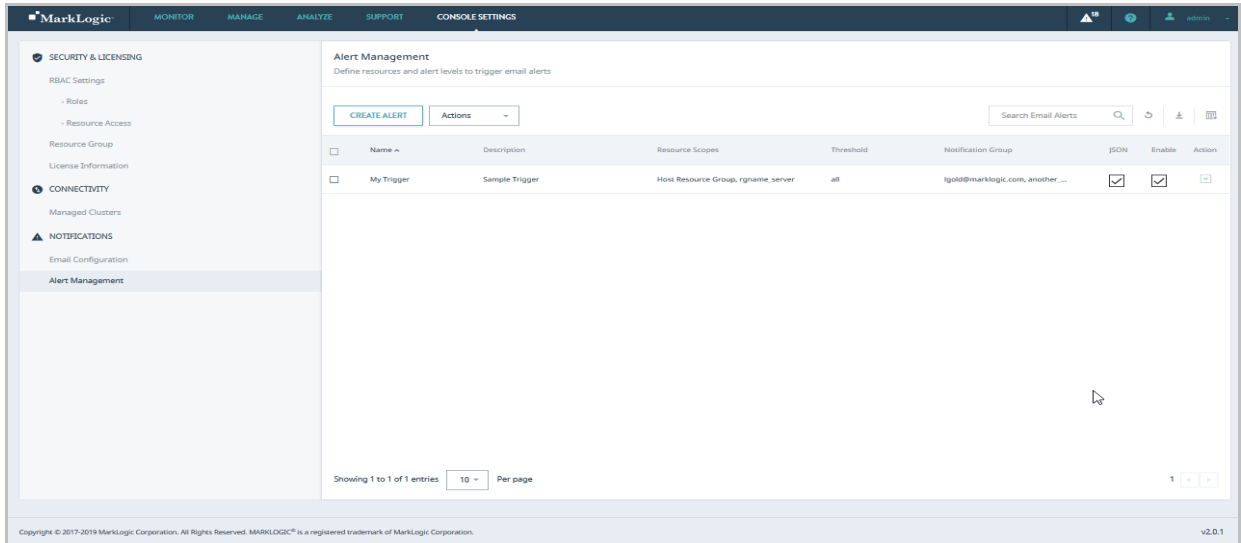 MarkLogic MONITOR MANAGE ANALYZE SUPPORT CONSOLE SETTINGS 18 admin
SECURITY & LICENSING
RBAC Settings
- Roles
- Resource Access
Resource Group
License Information
CONNECTIVITY
Managed Clusters
NOTIFICATIONS
Email Configuration
Alert Management
Alert Management
Define resources and alert levels to trigger email alerts
CREATE ALERT Actions Search Email Alerts
Name Description Resource Scopes Threshold Notification Group JSON Enable Action
My Trigger Sample Trigger Host Resource Group, rgname_server all lgold@marklogic.com, another_...
Showing 1 to 1 of 1 entries 10 Per page 1 < >
Copyright © 2017-2019 MarkLogic Corporation. All Rights Reserved. MARKLOGIC® is a registered trademark of MarkLogic Corporation. v2.0.1